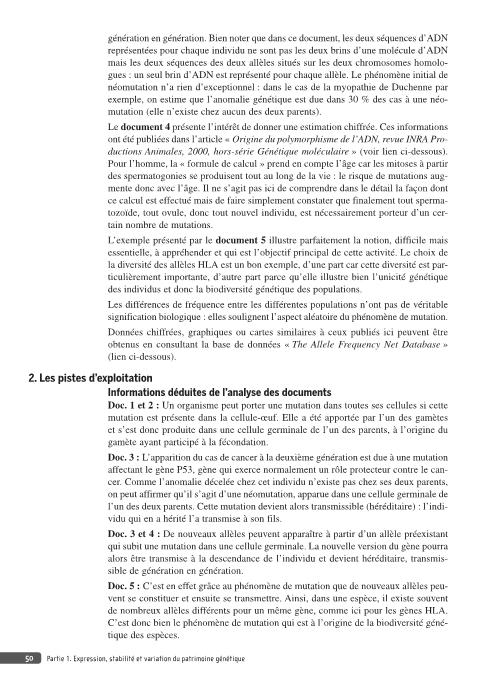 génération en génération. Bien noter que dans ce document, les deux séquences d'ADN
représentées pour chaque individu ne sont pas les deux brins d'une molécule d'ADN
mais les deux séquences des deux allèles situés sur les deux chromosomes homolo-
gues : un seul brin d'ADN est représenté pour chaque allèle. Le phénomène initial de
néomutation n'a rien d'exceptionnel : dans le cas de la myopathie de Duchenne par
exemple, on estime que l'anomalie génétique est due dans 30 % des cas à une néo-
mutation (elle n'existe chez aucun des deux parents).
Le document 4 présente l'intérêt de donner une estimation chiffrée. Ces informations
ont été publiées dans l'article « Origine du polymorphisme de l'ADN, revue INRA Pro-
ductions Animales, 2000, hors-série Génétique moléculaire » (voir lien ci-dessous).
Pour l'homme, la « formule de calcul » prend en compte l'âge car les mitoses à partir
des spermatogonies se produisent tout au long de la vie : le risque de mutations aug-
mente donc avec l'âge. Il ne s'agit pas ici de comprendre dans le détail la façon dont
ce calcul est effectué mais de faire simplement constater que finalement tout sperma-
tozoïde, tout ovule, donc tout nouvel individu, est nécessairement porteur d'un cer-
tain nombre de mutations.
L'exemple présenté par le document 5 illustre parfaitement la notion, difficile mais
essentielle, à appréhender et qui est l'objectif principal de cette activité. Le choix de
la diversité des allèles HLA est un bon exemple, d'une part car cette diversité est par-
ticulièrement importante, d'autre part parce qu'elle illustre bien l'unicité génétique
des individus et donc la biodiversité génétique des populations.
Les différences de fréquence entre les différentes populations n'ont pas de véritable
signification biologique : elles soulignent l'aspect aléatoire du phénomène de mutation.
Données chiffrées, graphiques ou cartes similaires à ceux publiés ici peuvent être
obtenus en consultant la base de données « The Allele Frequency Net Database »
(lien ci-dessous).
2. Les pistes d'exploitation
Informations déduites de l'analyse des documents
Doc. 1 et 2 : Un organisme peut porter une mutation dans toutes ses cellules si cette
mutation est présente dans la cellule-œuf. Elle a été apportée par l'un des gamètes
et s'est donc produite dans une cellule germinale de l'un des parents, à l'origine du
gamète ayant participé à la fécondation.
Doc. 3 : L'apparition du cas de cancer à la deuxième génération est due à une mutation
affectant le gène P53, gène qui exerce normalement un rôle protecteur contre le can-
cer. Comme l'anomalie décelée chez cet individu n'existe pas chez ses deux parents,
on peut affirmer qu'il s'agit d'une néomutation, apparue dans une cellule germinale de
l'un des deux parents. Cette mutation devient alors transmissible (héréditaire) : l'indi-
vidu qui en a hérité l'a transmise à son fils.
Doc. 3 et 4 : De nouveaux allèles peuvent apparaître à partir d'un allèle préexistant
qui subit une mutation dans une cellule germinale. La nouvelle version du gène pourra
alors être transmise à la descendance de l'individu et devient héréditaire, transmis-
sible de génération en génération.
Doc. 5 : C'est en effet grâce au phénomène de mutation que de nouveaux allèles peu-
vent se constituer et ensuite se transmettre. Ainsi, dans une espèce, il existe souvent
de nombreux allèles différents pour un même gène, comme ici pour les gènes HLA.
C'est donc bien le phénomène de mutation qui est à l'origine de la biodiversité géné-
tique des espèces.
50 Partie 1. Expression, stabilité et variation du patrimoine génétique